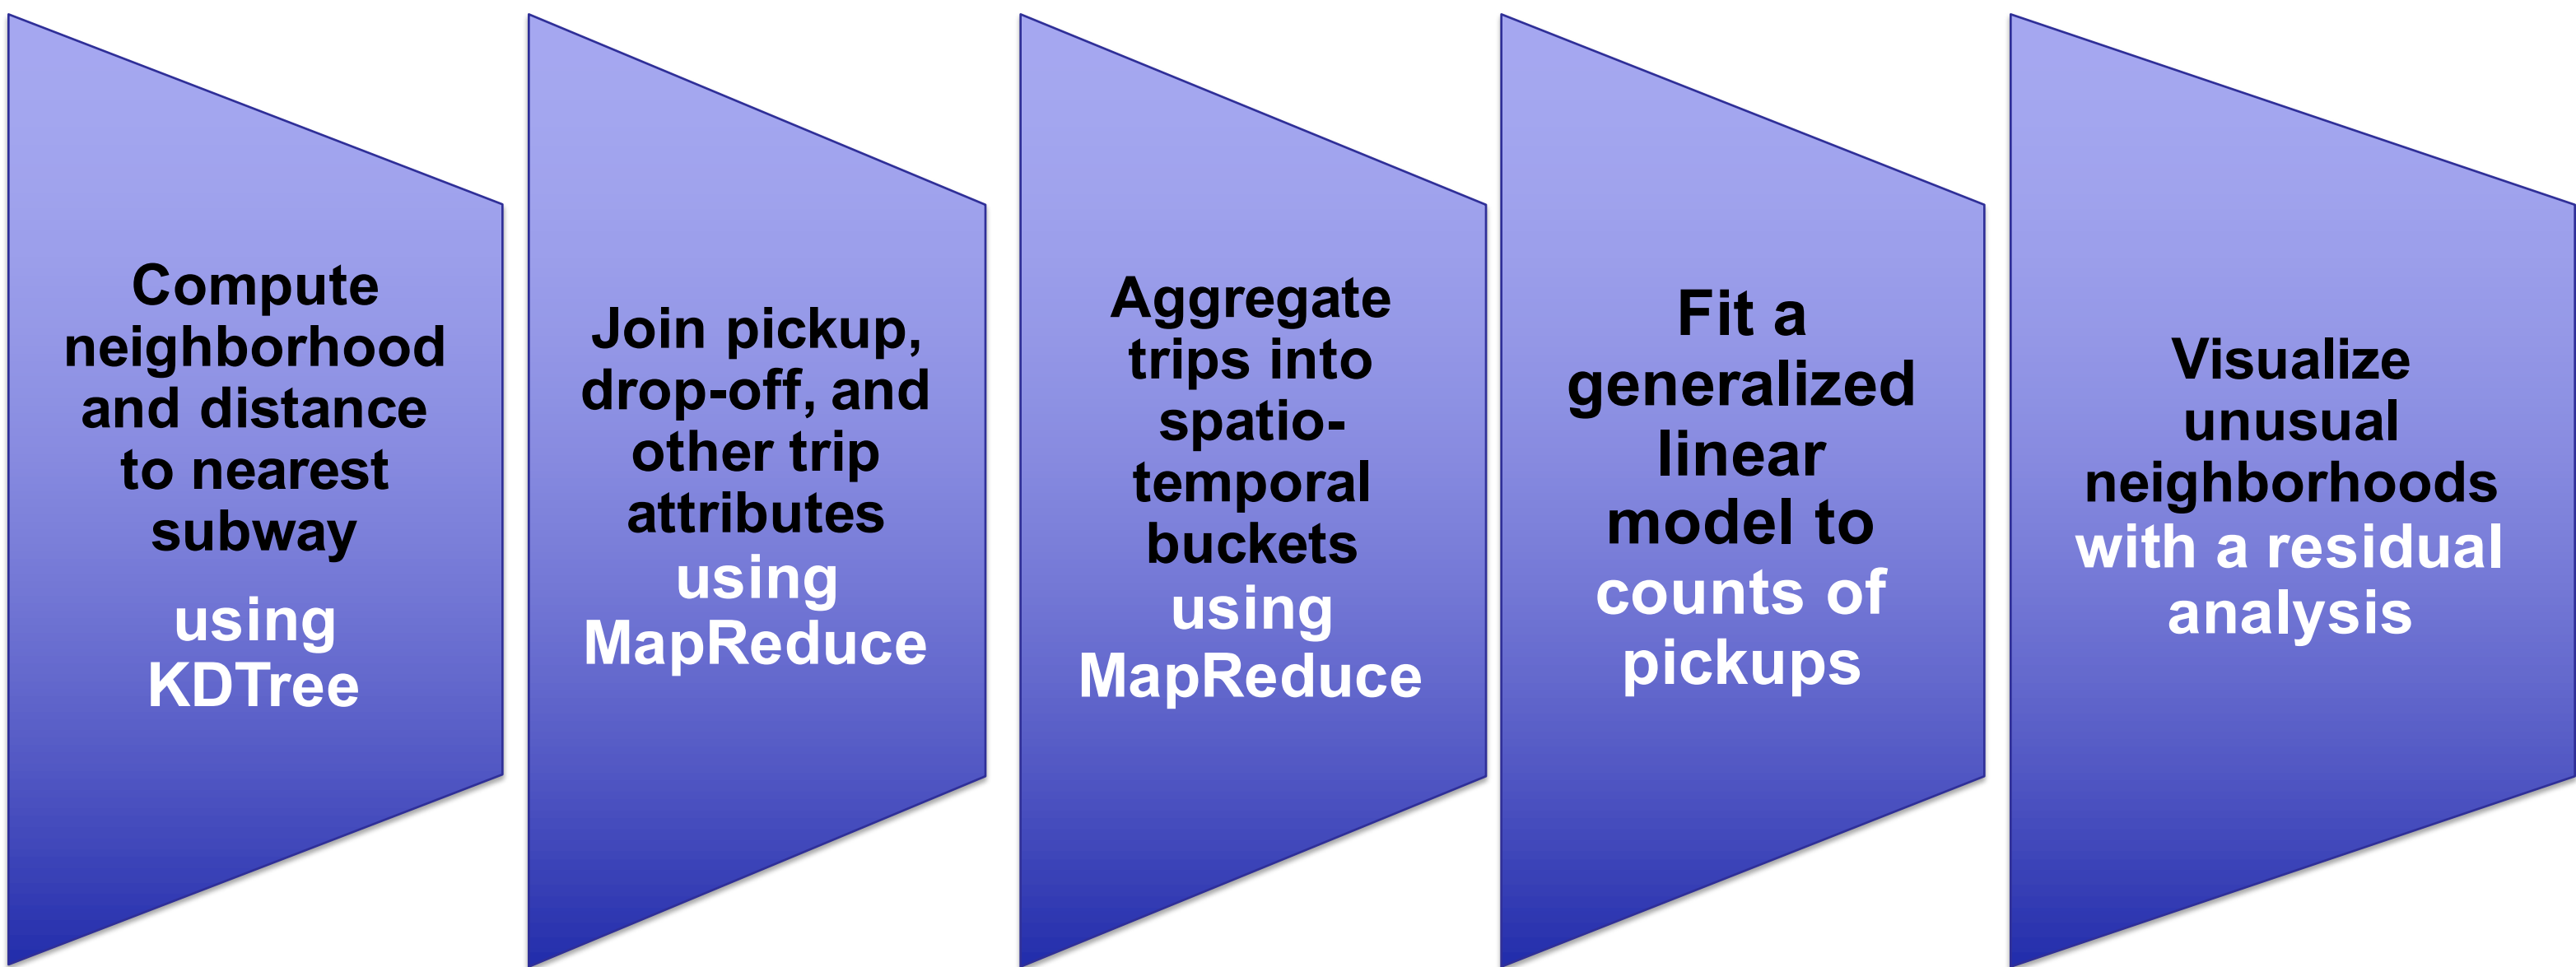 Compute
neighborhood
and distance
to nearest
subway
using
KDTree
Join pickup,
drop-off, and
other trip
attributes
using
MapReduce
Aggregate
trips into
spatio-
temporal
buckets
using
MapReduce
Fit a
generalized
linear
model to
counts of
pickups
Visualize
unusual
neighborhoods
with a residual
analysis